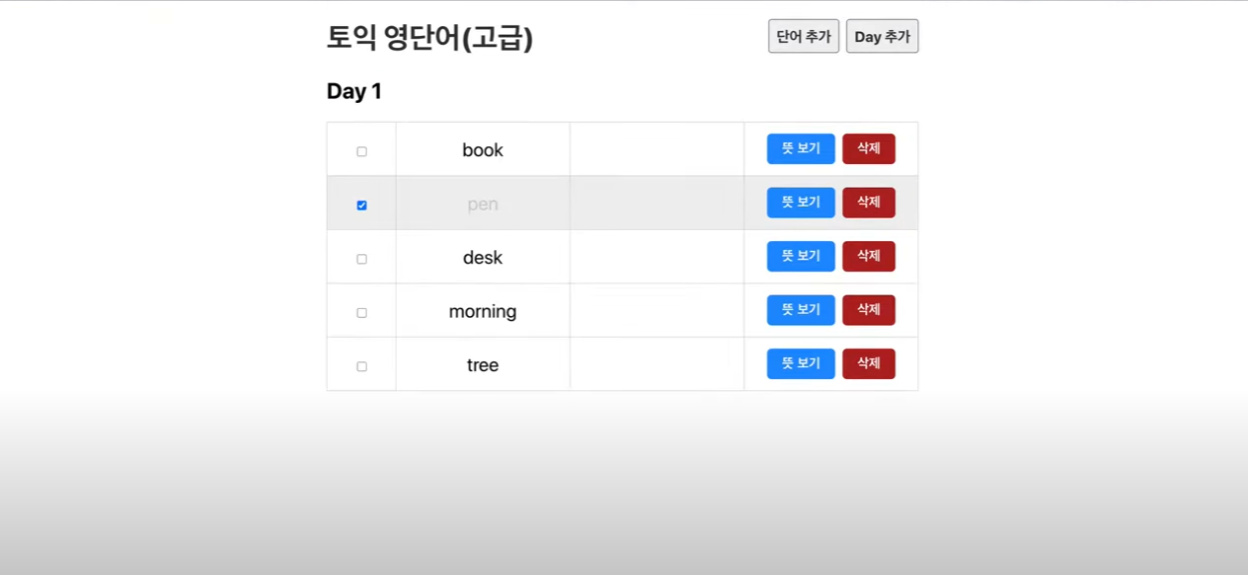 토익 영단어(고급) 단어 추가 Day 추가
Day 1
book 뜻 보기 삭제
pen 뜻 보기 삭제
desk 뜻 보기 삭제
morning 뜻 보기 삭제
tree 뜻 보기 삭제